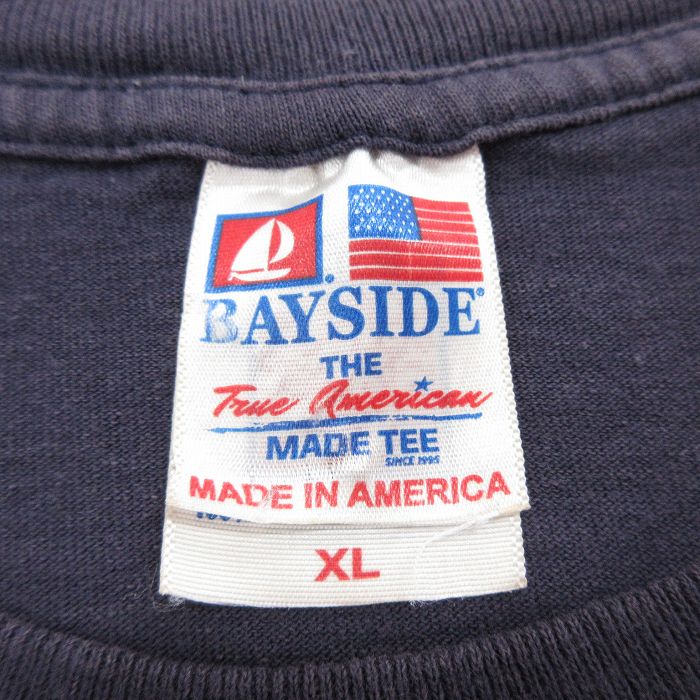 BAYSIDE®
THE
True American
MADE TEE
SINCE 1995
MADE IN AMERICA
XL